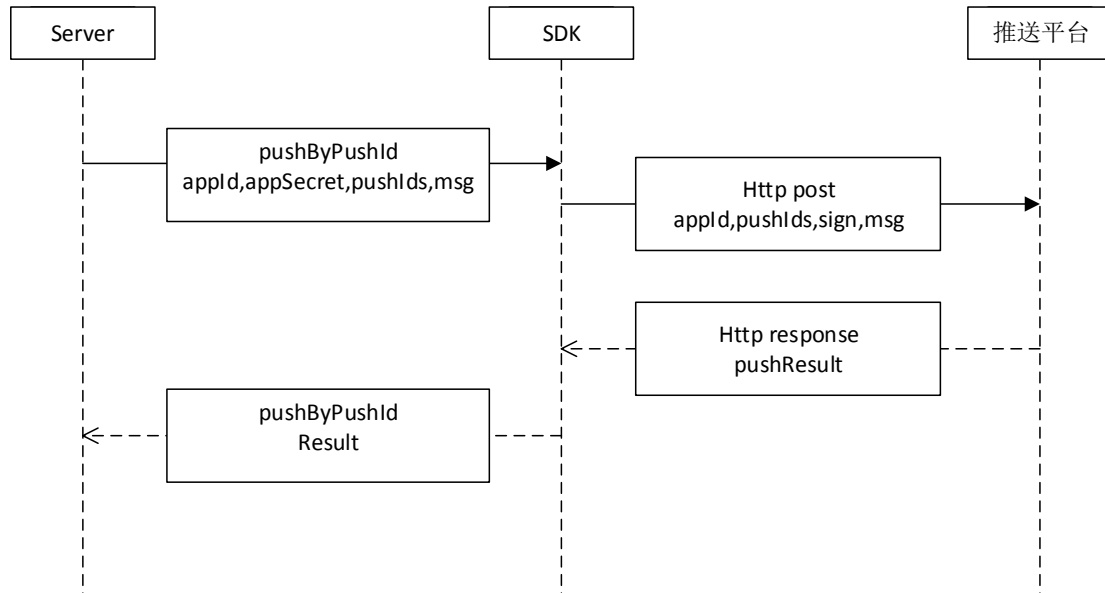 Server
SDK
推送平台
pushByPushId
appId,appSecret,pushIds,msg
Http post
appId,pushIds,sign,msg
Http response
pushResult
pushByPushId
Result